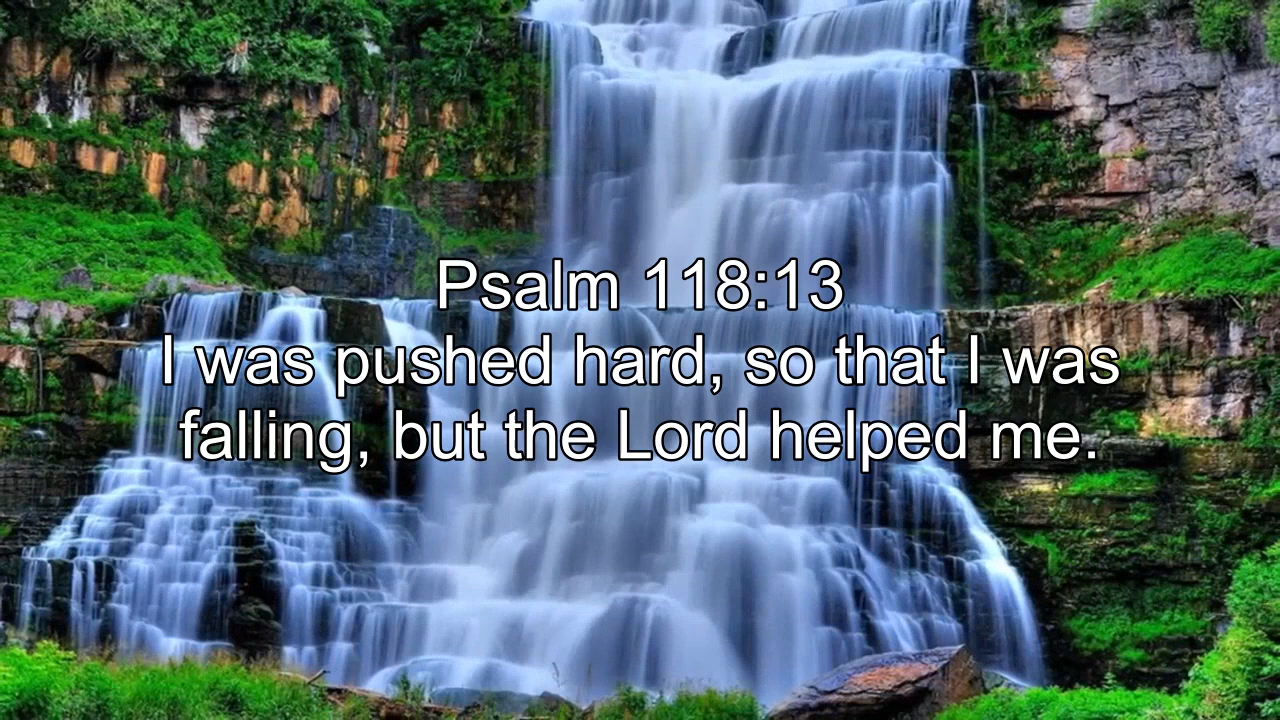 Psalm 118:13
I was pushed hard, so that I was
falling, but the Lord helped me.